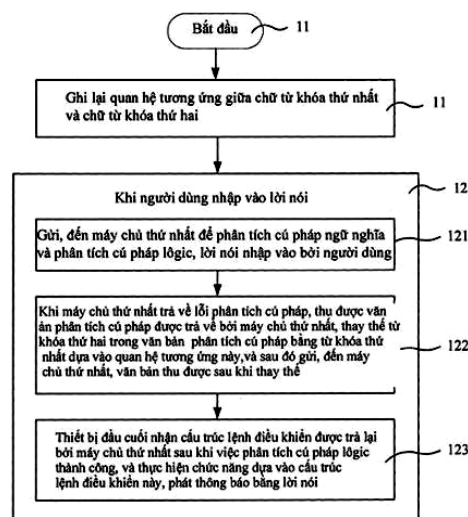 Bắt đầu
11
Ghi lại quan hệ tương ứng giữa chữ từ khóa thứ nhất
và chữ từ khóa thứ hai
11
Khi người dùng nhập vào lời nói
12
Gửi, đến máy chủ thứ nhất để phân tích cú pháp ngữ nghĩa
và phân tích cú pháp lôgic, lời nói nhập vào bởi người dùng
121
Khi máy chủ thứ nhất trả về lỗi phân tích cú pháp, thu được văn
ản phân tích cú pháp được trả về bởi máy chủ thứ nhất, thay thế từ
khóa thứ hai trong văn bản phân tích cú pháp bằng từ khóa thứ
nhất dựa vào quan hệ tương ứng này,và sau đó gửi, đến máy
chủ thứ nhất, văn bản thu được sau khi thay thế
122
Thiết bị đầu cuối nhận cấu trúc lệnh điều khiển được trả lại
bởi máy chủ thứ nhất sau khi việc phân tích cú pháp lôgic
thành công, và thực hiện chức năng dựa vào cấu trúc
lệnh điều khiển này, phát thông báo bằng lời nói
123